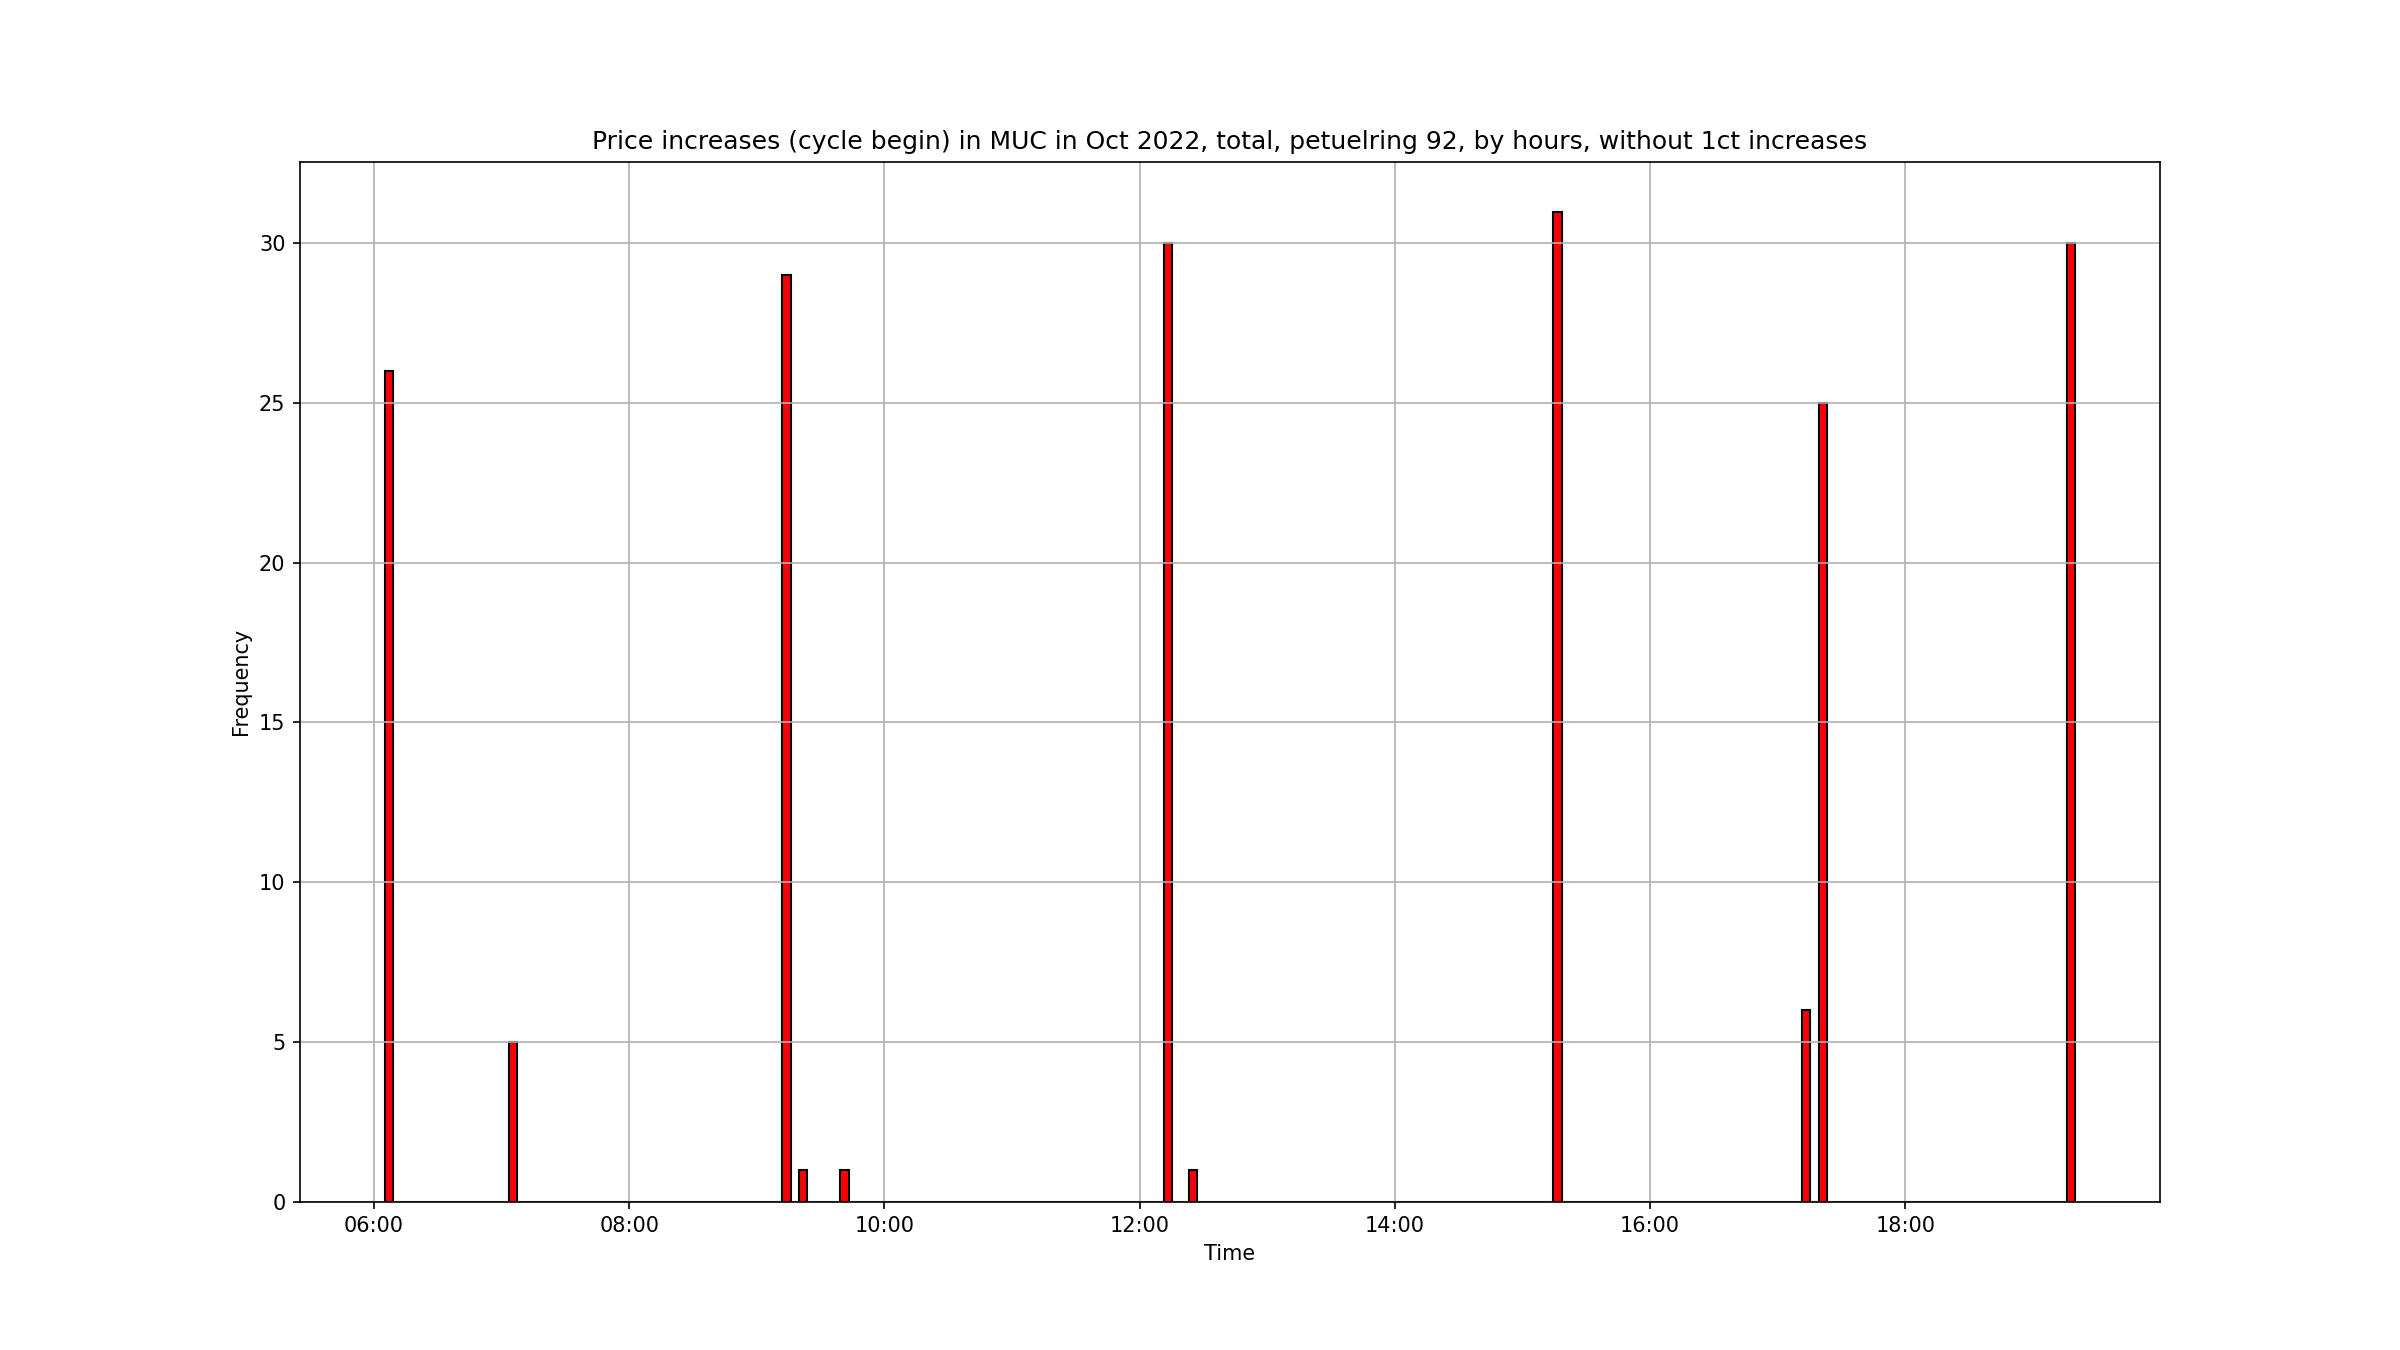 Price increases (cycle begin) in MUC in Oct 2022, total, petuelring 92, by hours, without 1ct increases
30
25
20
15
10
5
0
Frequency
06:00 08:00 10:00 12:00 14:00 16:00 18:00
Time